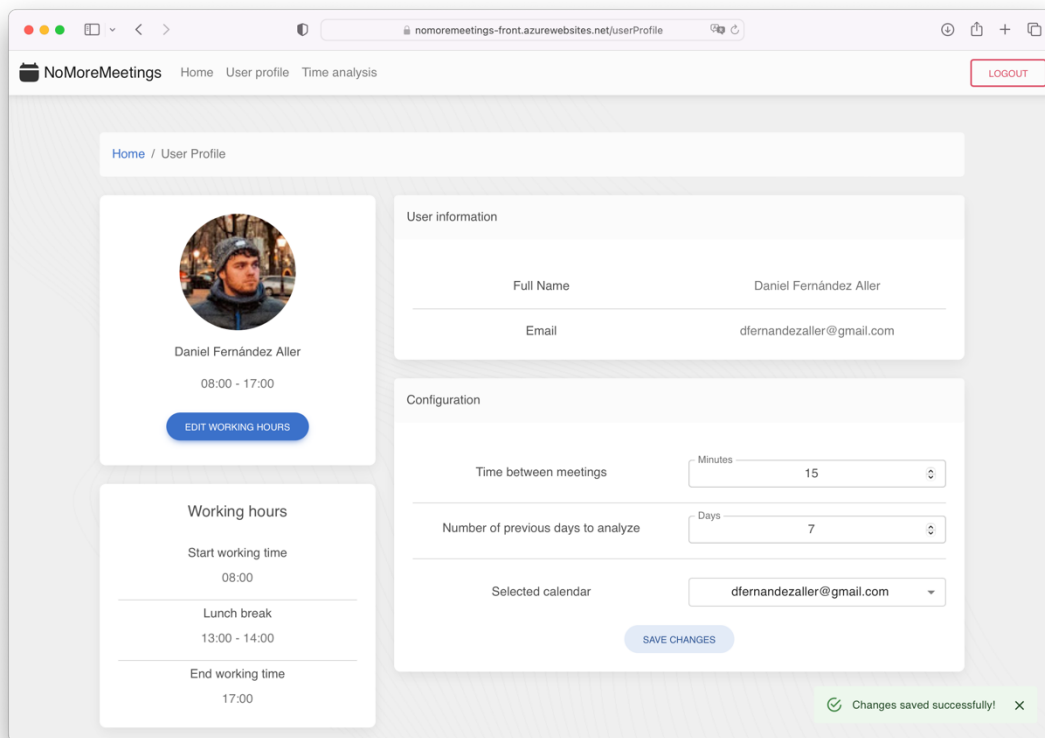 nomoremeetings-front.azurewebsites.net/userProfile
NoMoreMeetings Home User profile Time analysis LOGOUT
Home / User Profile
Daniel Fernández Aller
08:00 - 17:00
EDIT WORKING HOURS
Working hours
Start working time
08:00
Lunch break
13:00 - 14:00
End working time
17:00
User information
Full Name Daniel Fernández Aller
Email dfernandezaller@gmail.com
Configuration
Minutes
Time between meetings 15
Days
Number of previous days to analyze 7
Selected calendar dfernandezaller@gmail.com
SAVE CHANGES
Changes saved successfully!